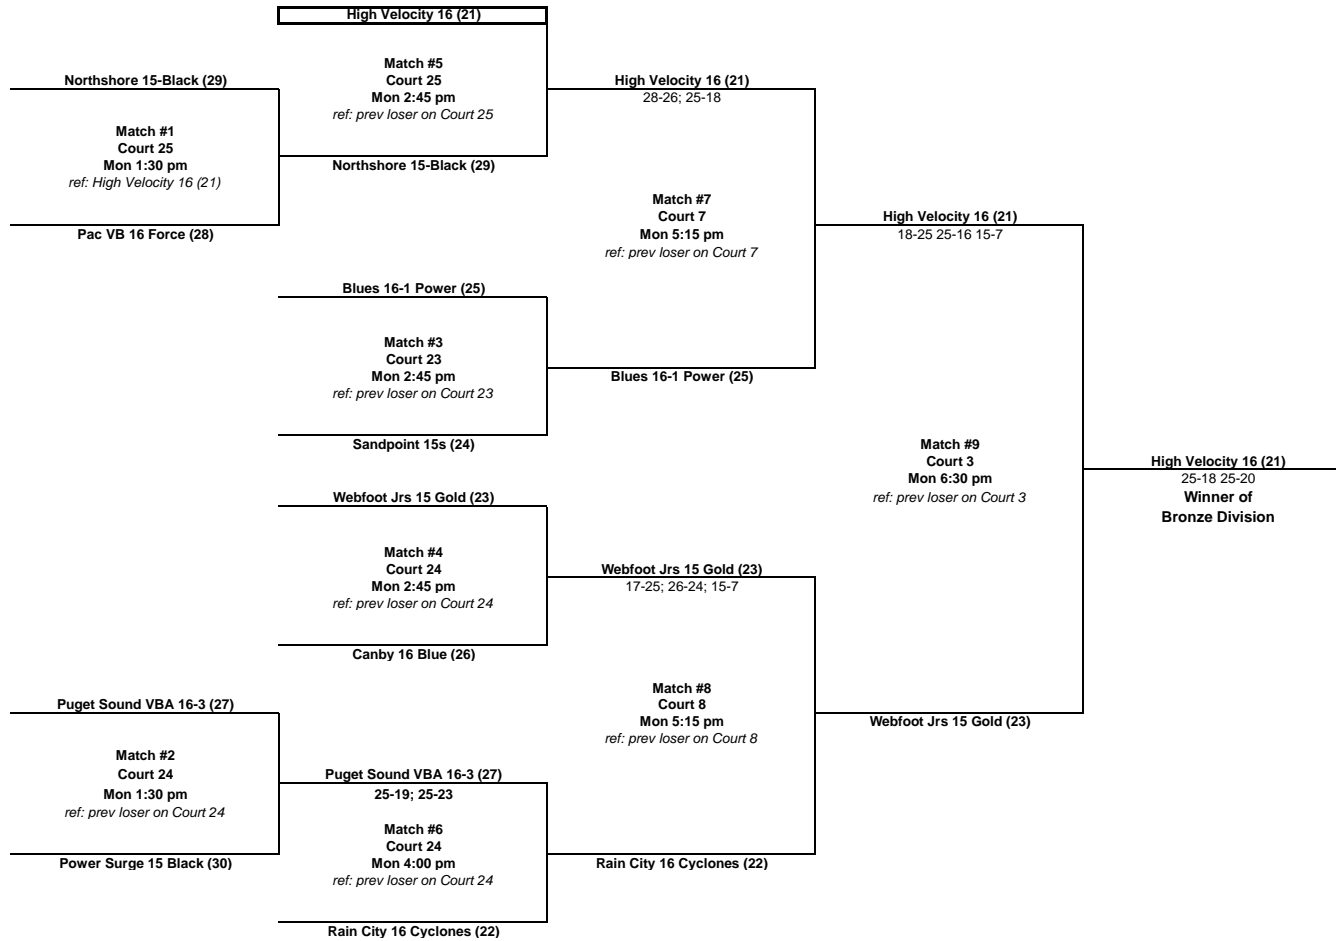 High Velocity 16 (21)
Northshore 15-Black (29)
Match #1
Court 25
Mon 1:30 pm
ref: High Velocity 16 (21)
Pac VB 16 Force (28)
Match #5
Court 25
Mon 2:45 pm
ref: prev loser on Court 25
Northshore 15-Black (29)
High Velocity 16 (21)
28-26; 25-18
Match #7
Court 7
Mon 5:15 pm
ref: prev loser on Court 7
High Velocity 16 (21)
18-25 25-16 15-7
Blues 16-1 Power (25)
Match #3
Court 23
Mon 2:45 pm
ref: prev loser on Court 23
Sandpoint 15s (24)
Blues 16-1 Power (25)
Match #9
Court 3
Mon 6:30 pm
ref: prev loser on Court 3
High Velocity 16 (21)
25-18 25-20
Winner of
Bronze Division
Webfoot Jrs 15 Gold (23)
Match #4
Court 24
Mon 2:45 pm
ref: prev loser on Court 24
Canby 16 Blue (26)
Webfoot Jrs 15 Gold (23)
17-25; 26-24; 15-7
Match #8
Court 8
Mon 5:15 pm
ref: prev loser on Court 8
Webfoot Jrs 15 Gold (23)
Puget Sound VBA 16-3 (27)
Match #2
Court 24
Mon 1:30 pm
ref: prev loser on Court 24
Power Surge 15 Black (30)
Puget Sound VBA 16-3 (27)
25-19; 25-23
Match #6
Court 24
Mon 4:00 pm
ref: prev loser on Court 24
Rain City 16 Cyclones (22)
Rain City 16 Cyclones (22)